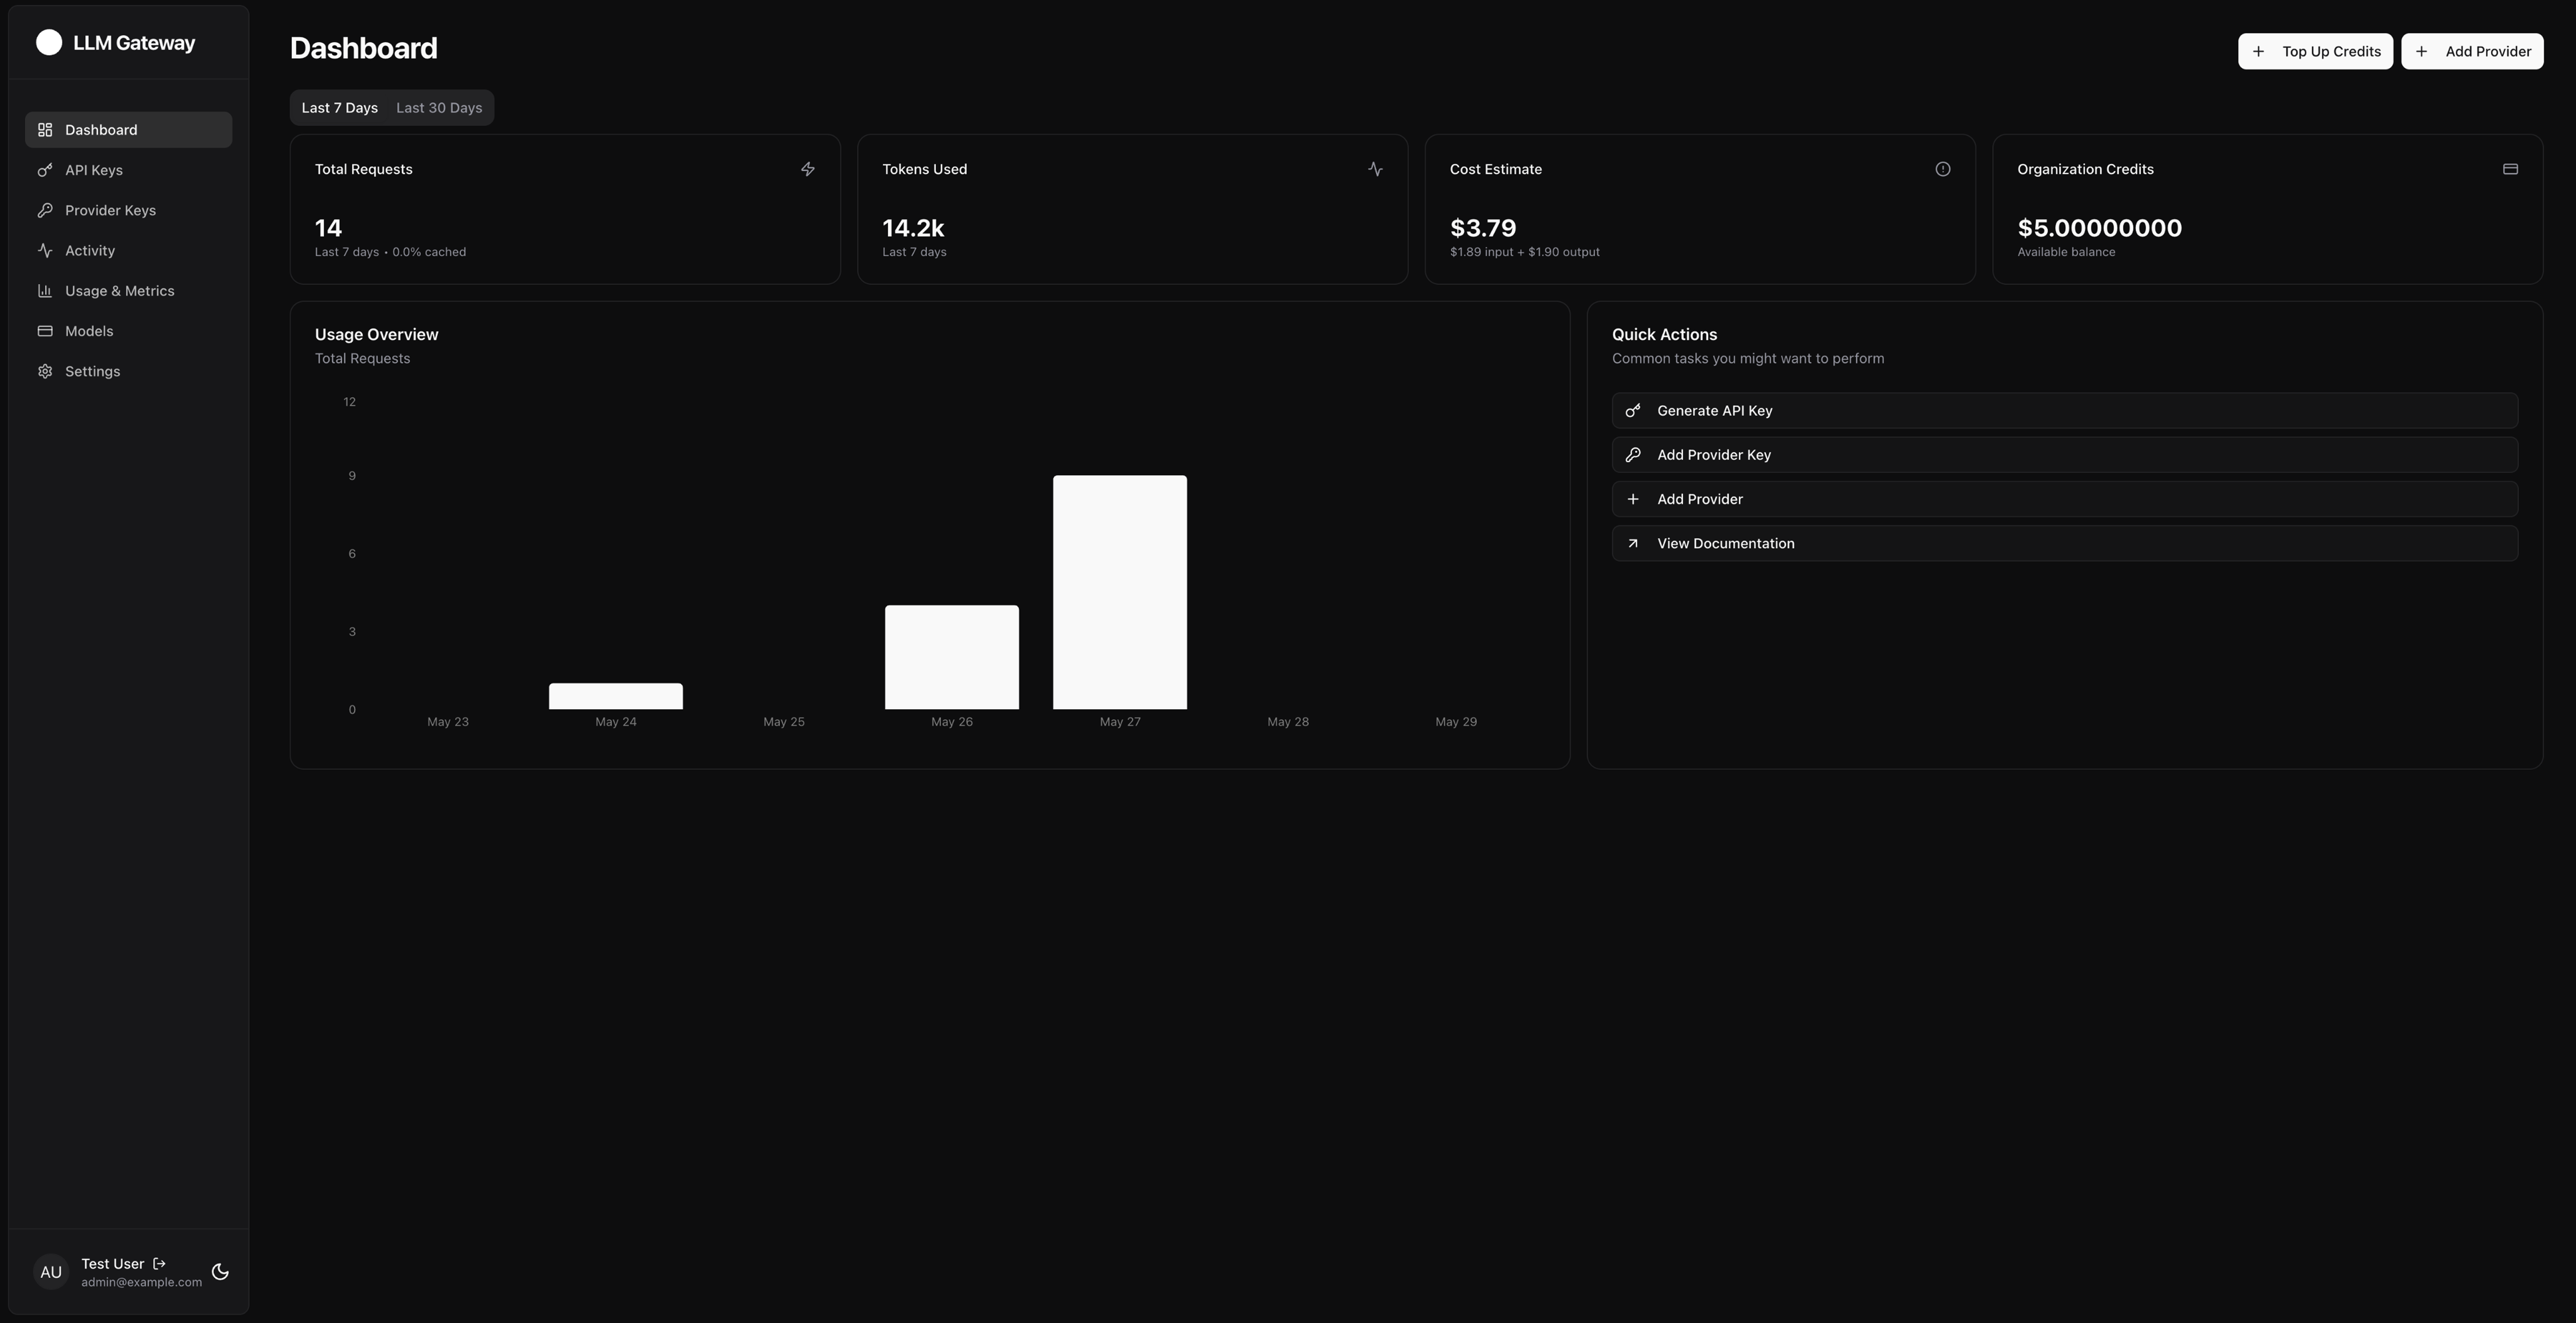 LLM Gateway
Dashboard
API Keys
Provider Keys
Activity
Usage & Metrics
Models
Settings
AU
Test User
admin@example.com
Dashboard
Top Up Credits
Add Provider
Last 7 Days
Last 30 Days
Total Requests
14
Last 7 days • 0.0% cached
Tokens Used
14.2k
Last 7 days
Cost Estimate
$3.79
$1.89 input + $1.90 output
Organization Credits
$5.00000000
Available balance
Usage Overview
Total Requests
12
9
6
3
0
May 23
May 24
May 25
May 26
May 27
May 28
May 29
Quick Actions
Common tasks you might want to perform
Generate API Key
Add Provider Key
Add Provider
View Documentation